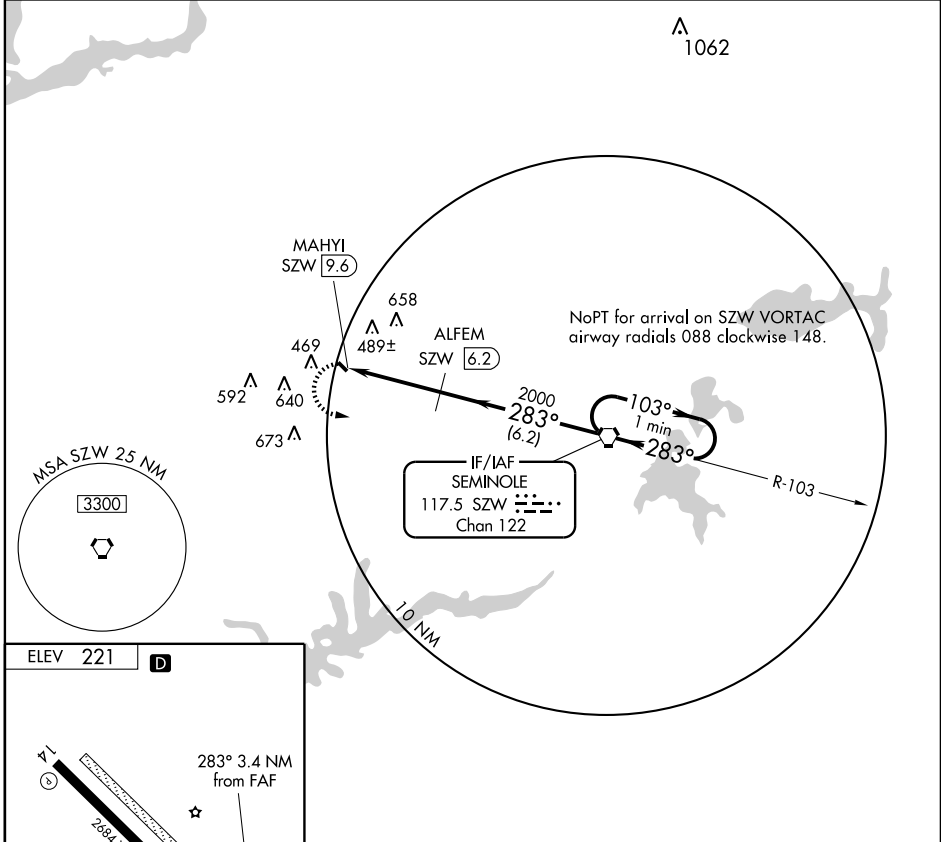 1062
MAHYI
SZW 9.6
658
489±
469
592
640
673
ALFEM
SZW 6.2
NoPT for arrival on SZW VORTAC
airway radials 088 clockwise 148.
2000
283°
(6.2)
103°
1 min
283°
R-103
IF/IAF
SEMINOLE
117.5 SZW
Chan 122
MSA SZW 25 NM
3300
10 NM
ELEV 221 D
283° 3.4 NM
from FAF
14
P
2684